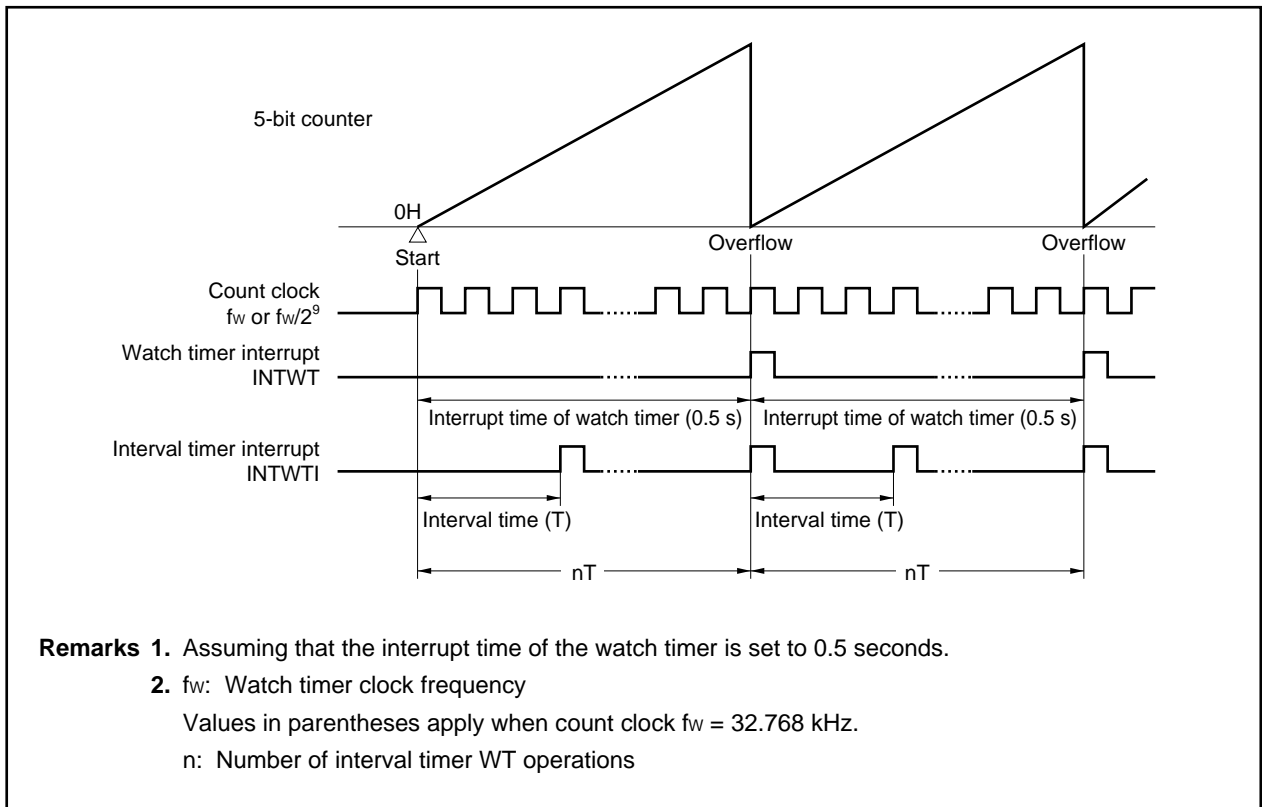 5-bit counter
0H
Start
Overflow
Overflow
Count clock
fW or fW/2⁹
Watch timer interrupt
INTWT
Interrupt time of watch timer (0.5 s)
Interrupt time of watch timer (0.5 s)
Interval timer interrupt
INTWTI
Interval time (T)
Interval time (T)
nT
nT
Remarks 1. Assuming that the interrupt time of the watch timer is set to 0.5 seconds.
2. fW: Watch timer clock frequency
Values in parentheses apply when count clock fW = 32.768 kHz.
n: Number of interval timer WT operations